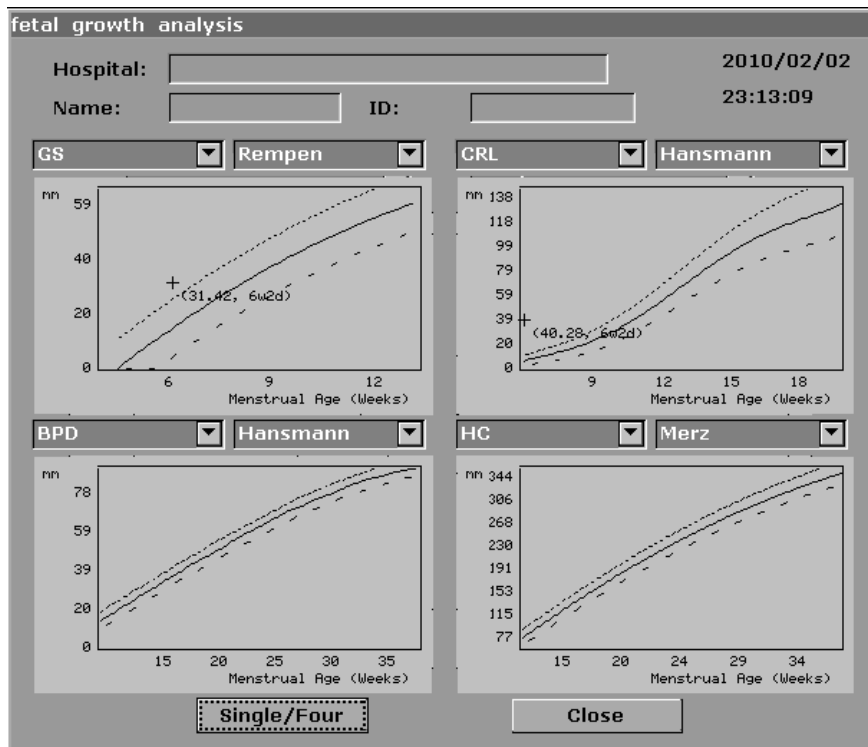 fetal growth analysis
Hospital: 2010/02/02
Name: ID: 23:13:09
GS Rempen CRL Hansmann
mm 59
40
20
0
(31.42, 6w2d)
6 9 12
Menstrual Age (Weeks)
mm 138
118
99
79
59
39
20
0
(40.28, 6w2d)
9 12 15 18
Menstrual Age (Weeks)
BPD Hansmann HC Merz
mm
78
59
39
20
0
15 20 25 30 35
Menstrual Age (Weeks)
mm 344
306
268
230
191
153
115
77
15 20 24 29 34
Menstrual Age (Weeks)
Single/Four Close